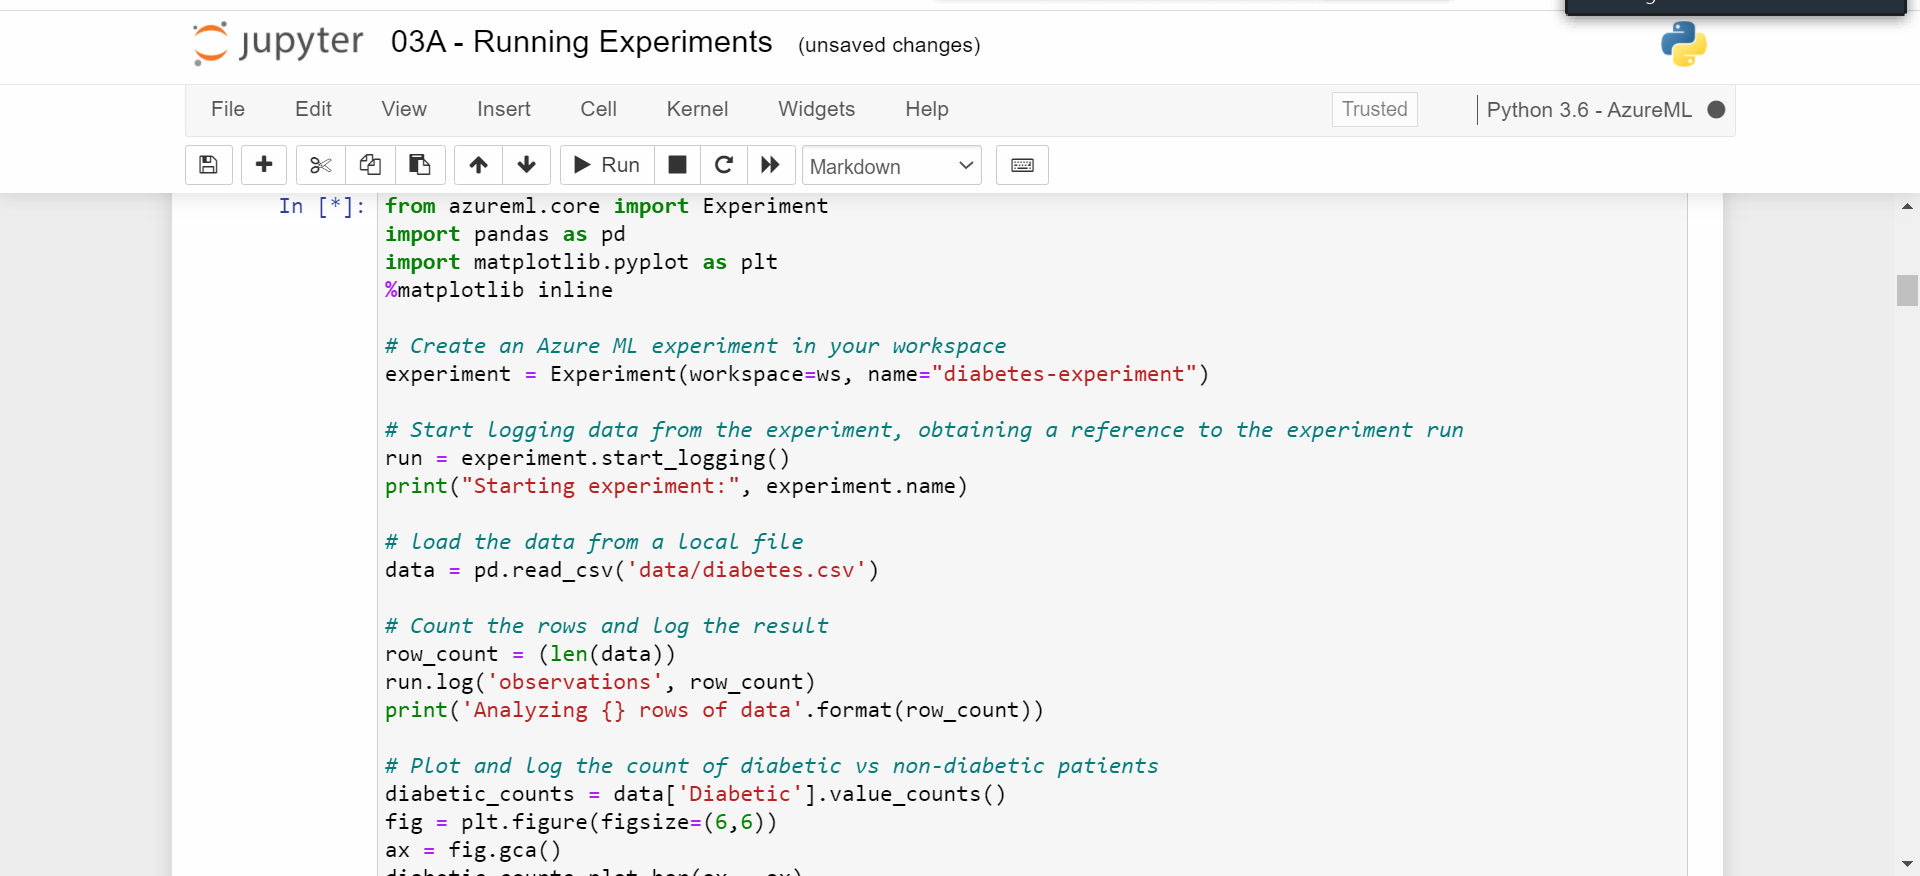 jupyter 03A - Running Experiments (unsaved changes)
File Edit View Insert Cell Kernel Widgets Help Trusted Python 3.6 - AzureML
Run Markdown
In [*]: from azureml.core import Experiment
import pandas as pd
import matplotlib.pyplot as plt
%matplotlib inline
# Create an Azure ML experiment in your workspace
experiment = Experiment(workspace=ws, name="diabetes-experiment")
# Start logging data from the experiment, obtaining a reference to the experiment run
run = experiment.start_logging()
print("Starting experiment:", experiment.name)
# load the data from a local file
data = pd.read_csv('data/diabetes.csv')
# Count the rows and log the result
row_count = (len(data))
run.log('observations', row_count)
print('Analyzing {} rows of data'.format(row_count))
# Plot and log the count of diabetic vs non-diabetic patients
diabetic_counts = data['Diabetic'].value_counts()
fig = plt.figure(figsize=(6,6))
ax = fig.gca()